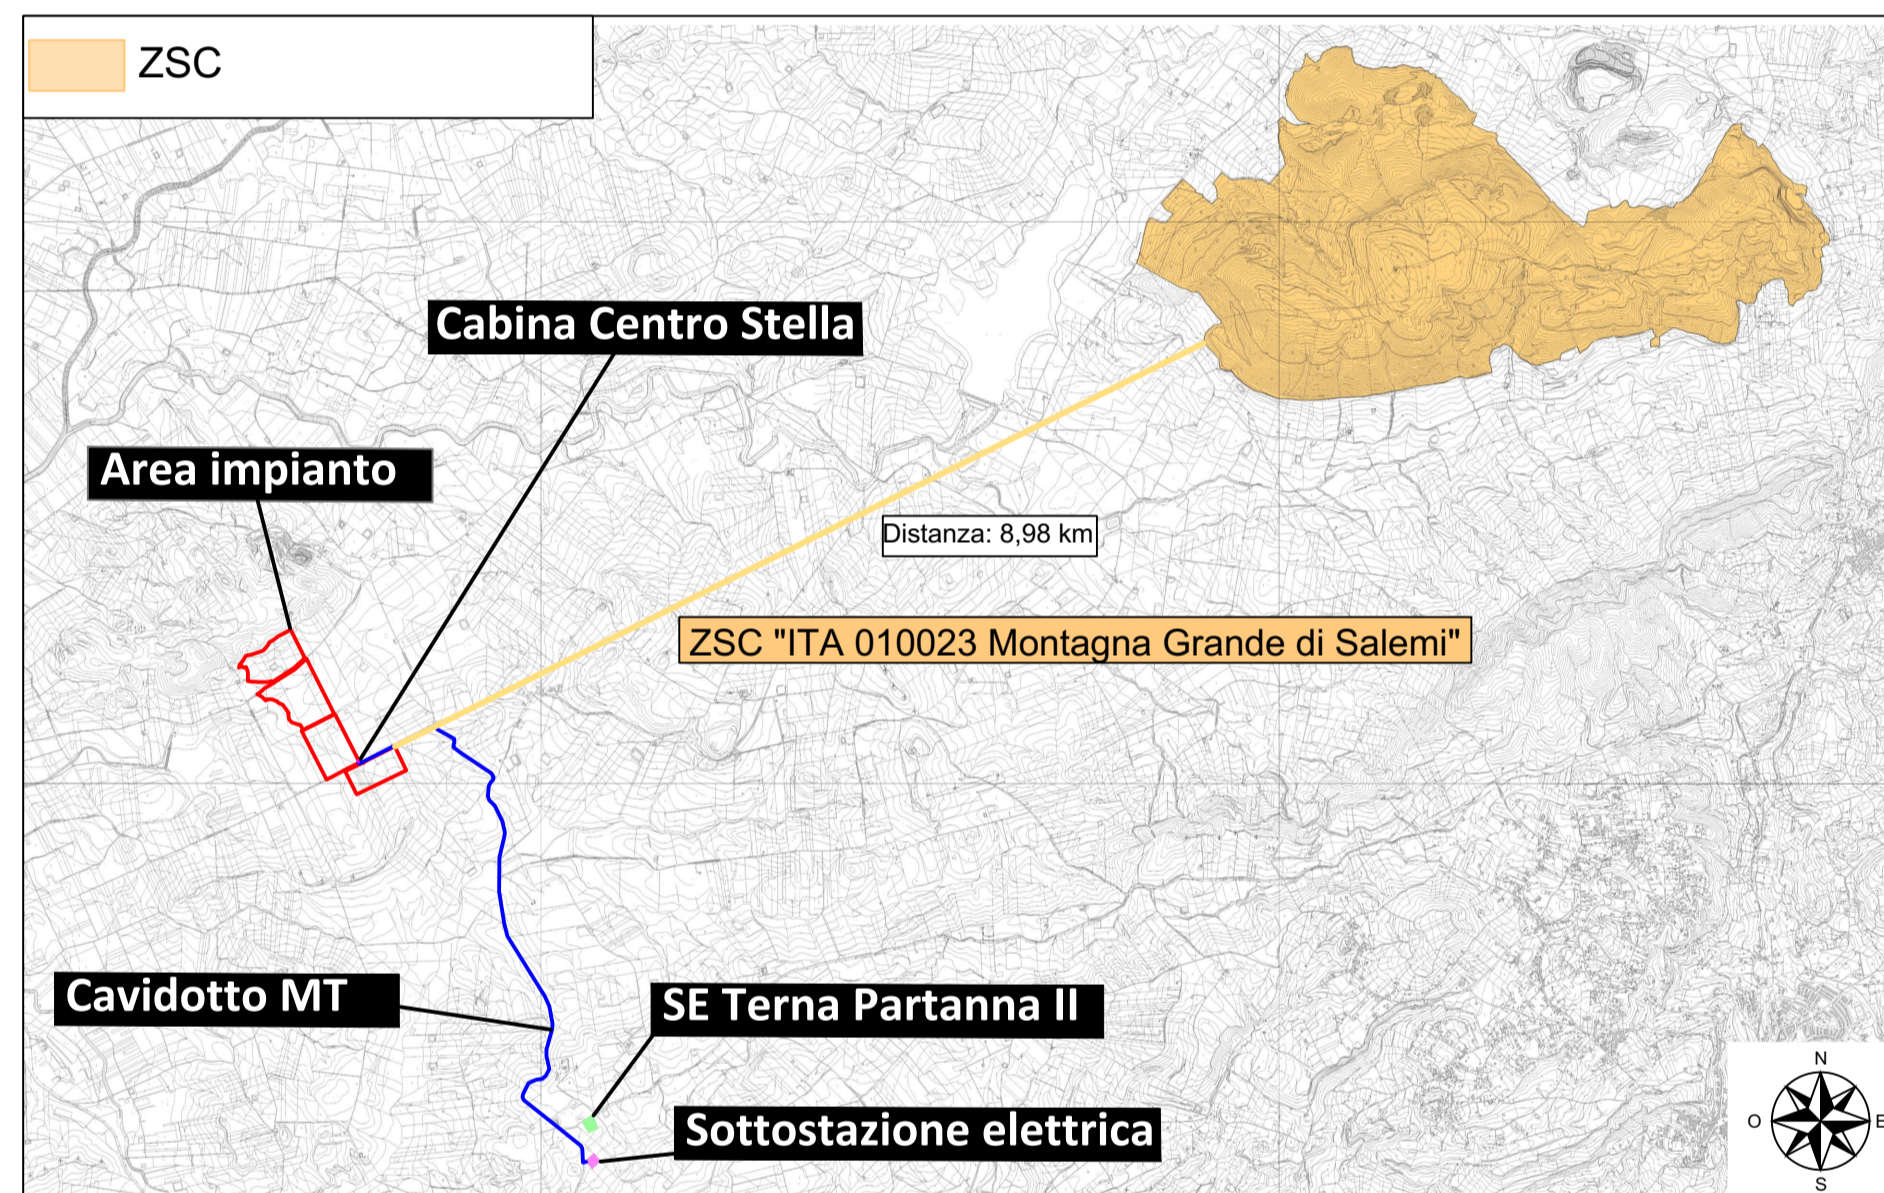 ZSC
Cabina Centro Stella
Area impianto
Distanza: 8,98 km
ZSC "ITA 010023 Montagna Grande di Salemi"
Cavidotto MT
SE Terna Partanna II
Sottostazione elettrica
N
O
E
S